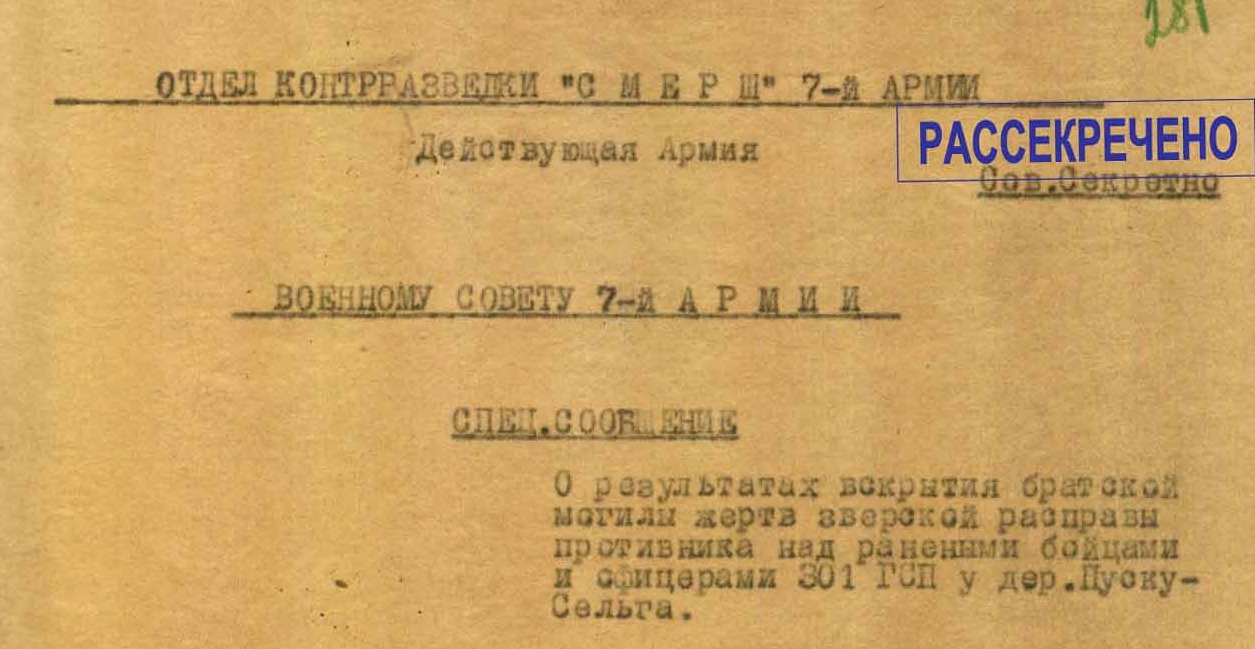 281
ОТДЕЛ КОНТРРАЗВЕДКИ "С М Е Р Ш" 7-й АРМИИ
Действующая Армия
РАССЕКРЕЧЕНО
Сов.Секретно
ВОЕННОМУ СОВЕТУ 7-й А Р М И И
СПЕЦ.СООБЩЕНИЕ
О результатах вскрытия братской
могилы жертв зверской расправы
противника над ранеными бойцами
и офицерами 301 ГСП у дер.Пуску-
Сельга.